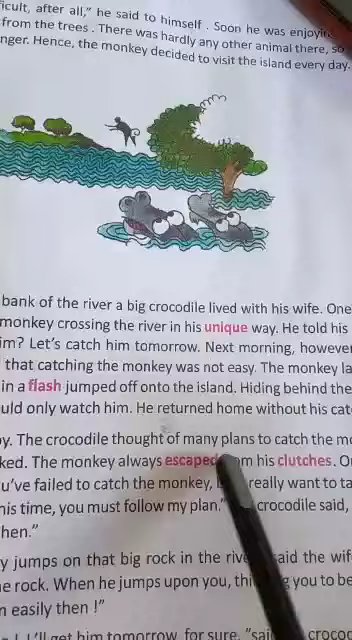 icult, after all," he said to himself . Soon he was enjoying
from the trees . There was hardly any other animal there, so
nger. Hence, the monkey decided to visit the island every day.
bank of the river a big crocodile lived with his wife. One
monkey crossing the river in his unique way. He told his
im? Let's catch him tomorrow. Next morning, however
that catching the monkey was not easy. The monkey la
in a flash jumped off onto the island. Hiding behind the
uld only watch him. He returned home without his cat
y. The crocodile thought of many plans to catch the mo
ked. The monkey always escaped from his clutches. O
u've failed to catch the monkey, I really want to ta
his time, you must follow my plan." crocodile said,
hen."
y jumps on that big rock in the river said the wif
e rock. When he jumps upon you, thi g you to be
n easily then !"
I'll get him tomorrow, for sure, "said croco